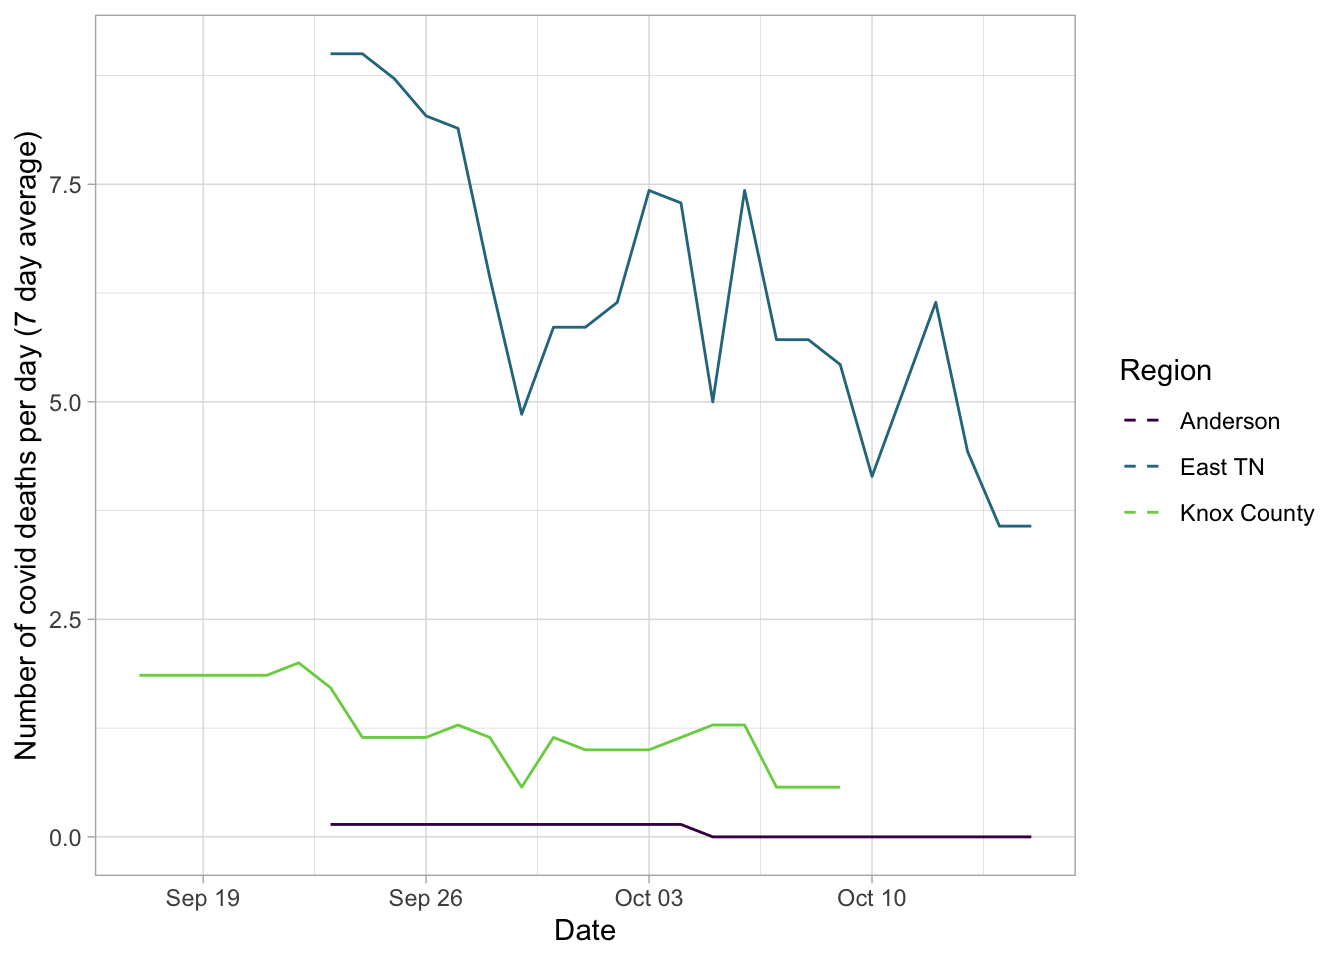 Number of covid deaths per day (7 day average)
7.5
5.0
2.5
0.0
Sep 19
Sep 26
Oct 03
Oct 10
Date
Region
Anderson
East TN
Knox County